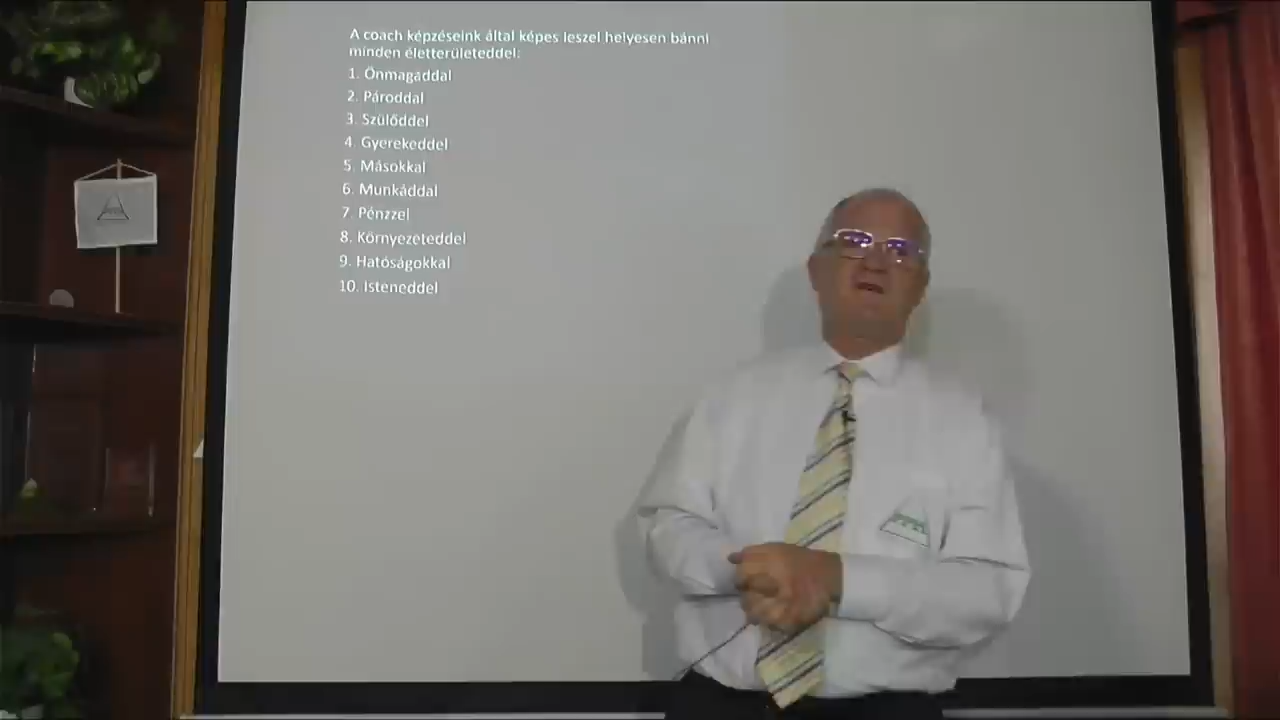 A coach képzéseink által képes leszel helyesen bánni
minden életterületeddel:
1. Önmagaddal
2. Pároddal
3. Szülőddel
4. Gyerekeddel
5. Másokkal
6. Munkáddal
7. Pénzzel
8. Környezeteddel
9. Hatóságokkal
10. Isteneddel